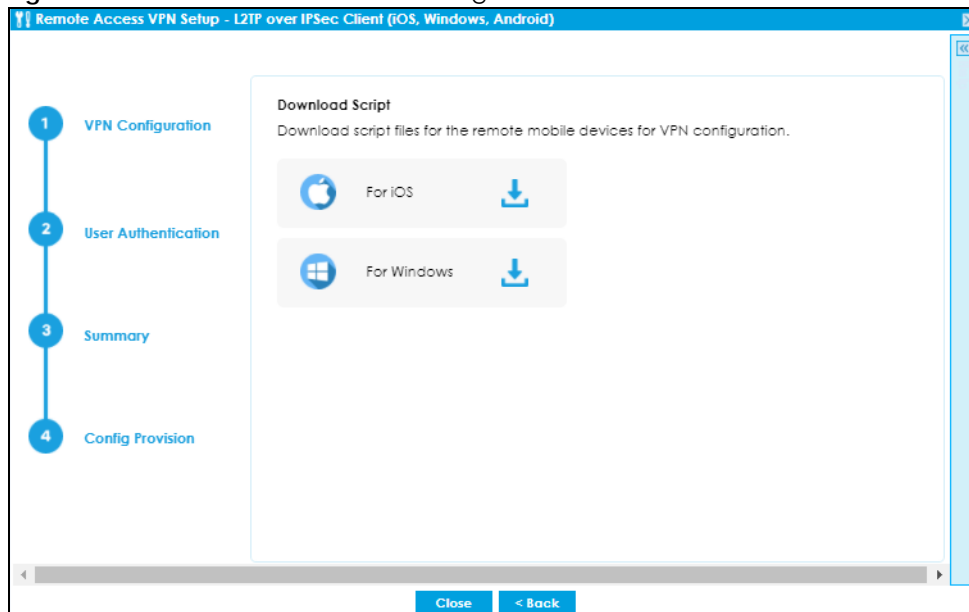 Remote Access VPN Setup - L2TP over IPSec Client (iOS, Windows, Android)
1 VPN Configuration
2 User Authentication
3 Summary
4 Config Provision
Download Script
Download script files for the remote mobile devices for VPN configuration.
For iOS
For Windows
Close < Back